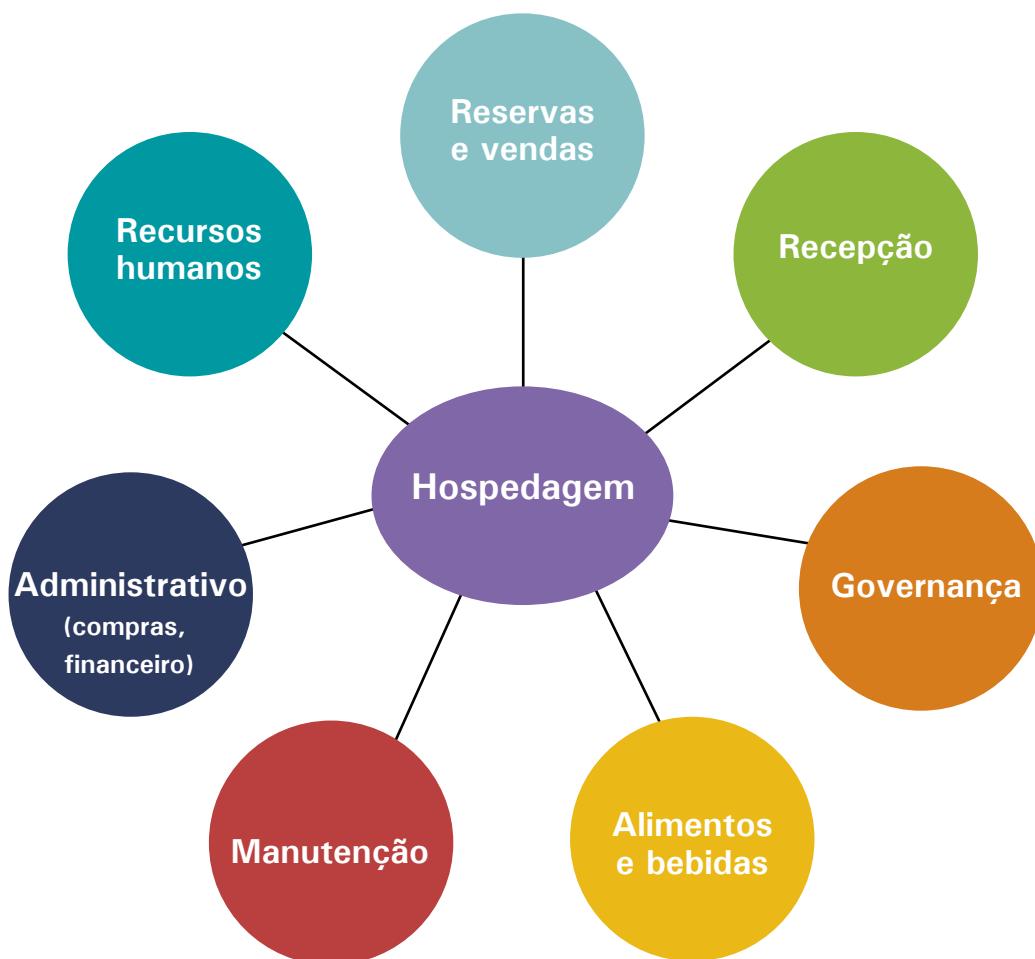 Reservas
e vendas
Recursos
humanos
Recepção
Hospedagem
Administrativo
(compras,
financeiro)
Governança
Manutenção
Alimentos
e bebidas